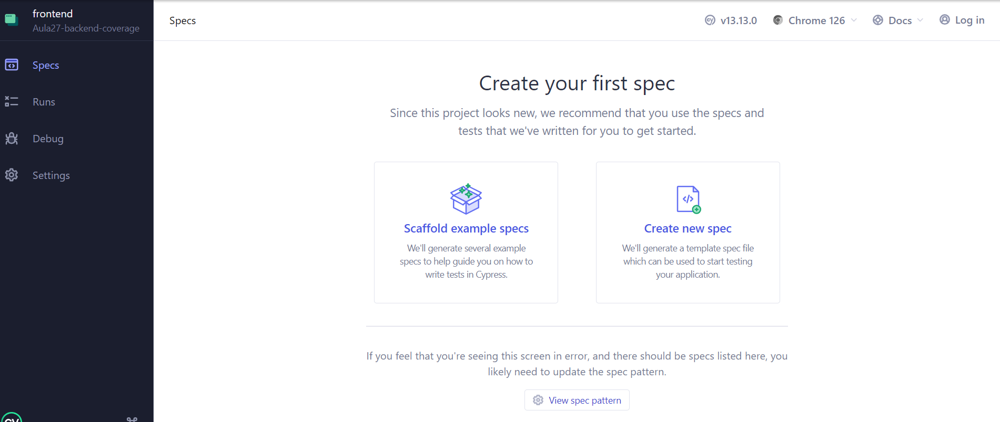 frontend
Aula27-backend-coverage
Specs
Runs
Debug
Settings
Specs
v13.13.0
Chrome 126
Docs
Log in
Create your first spec
Since this project looks new, we recommend that you use the specs and
tests that we've written for you to get started.
Scaffold example specs
We'll generate several example
specs to help guide you on how to
write tests in Cypress.
Create new spec
We'll generate a template spec file
which can be used to start testing
your application.
If you feel that you're seeing this screen in error, and there should be specs listed here, you
likely need to update the spec pattern.
View spec pattern